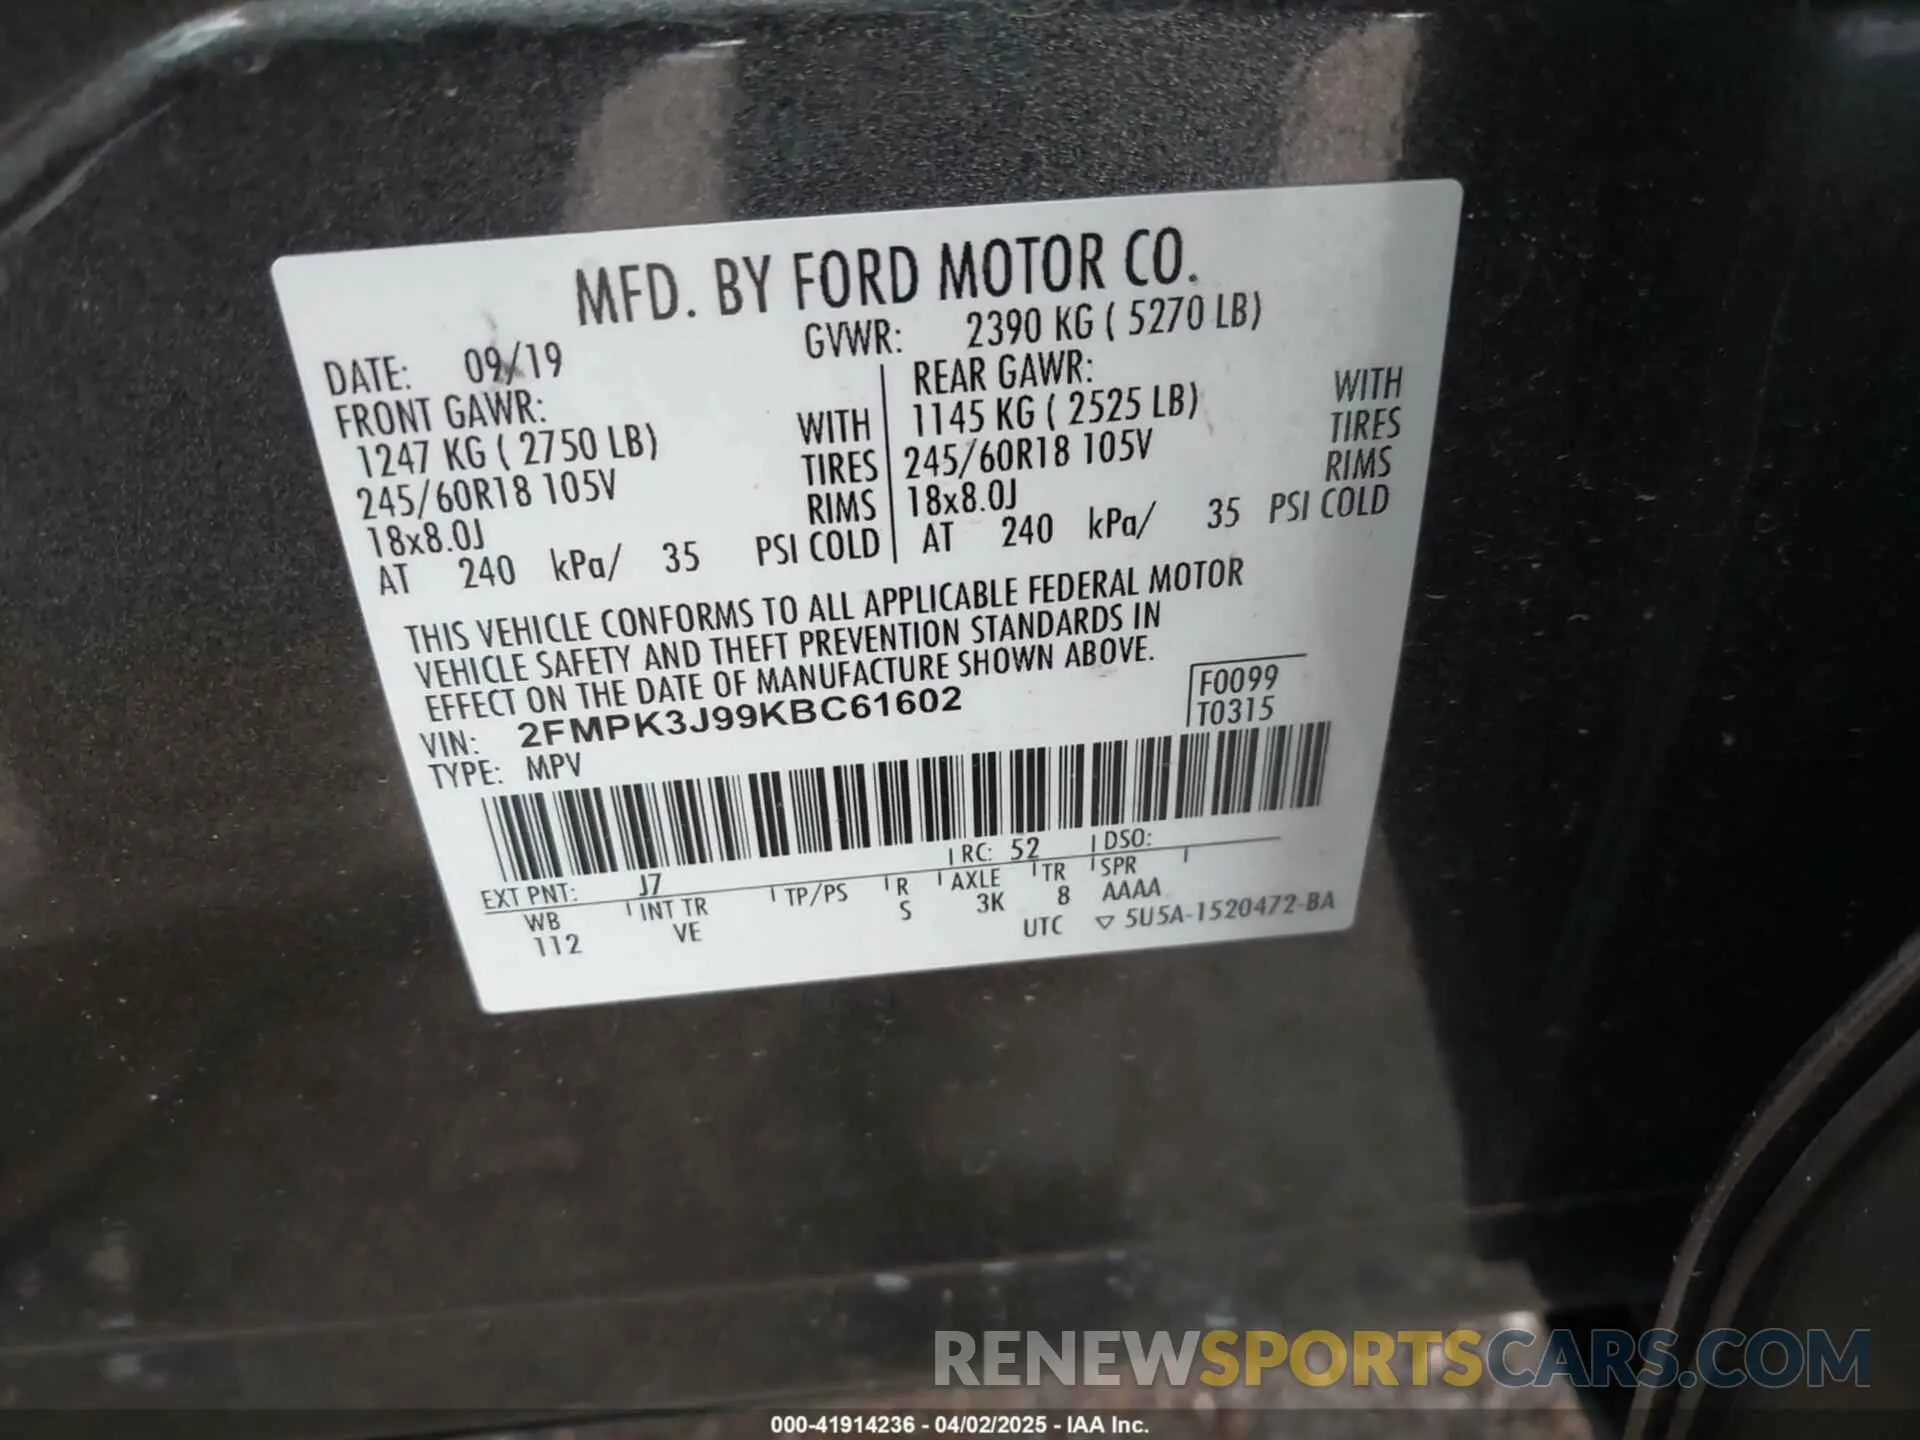 MFD. BY FORD MOTOR CO.
DATE: 09/19 GVWR: 2390 KG ( 5270 LB)
FRONT GAWR: REAR GAWR:
1247 KG ( 2750 LB) WITH 1145 KG ( 2525 LB) WITH
245/60R18 105V TIRES 245/60R18 105V TIRES
18x8.0J RIMS 18x8.0J RIMS
AT 240 kPa/ 35 PSI COLD AT 240 kPa/ 35 PSI COLD
THIS VEHICLE CONFORMS TO ALL APPLICABLE FEDERAL MOTOR
VEHICLE SAFETY AND THEFT PREVENTION STANDARDS IN
EFFECT ON THE DATE OF MANUFACTURE SHOWN ABOVE.
VIN: 2FMPK3J99KBC61602 F0099
TYPE: MPV T0315
EXT PNT: J7 RC: 52 DSO:
WB INT TR TP/PS R AXLE TR SPR
112 VE S 3K 8 AAAA
UTC ▽ 5U5A-1520472-BA
RENEWSPORTSCARS.COM
000-41914236 - 04/02/2025 - IAA Inc.